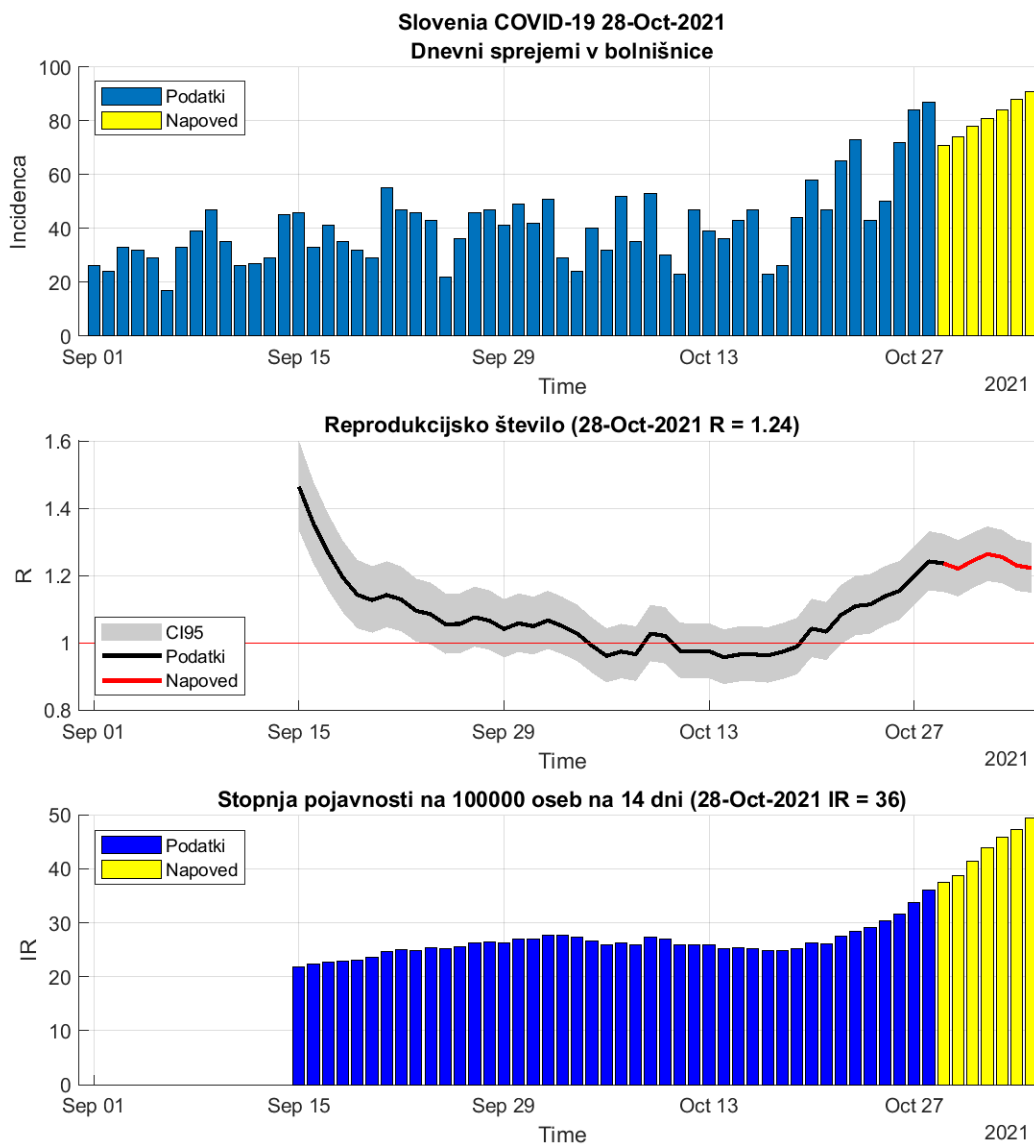 Slovenia COVID-19 28-Oct-2021
Dnevni sprejemi v bolnišnice
100
80
60
40
20
0
Incidenca
Podatki
Napoved
Sep 01
Sep 15
Sep 29
Oct 13
Oct 27
Time
2021
Reprodukcijsko število (28-Oct-2021 R = 1.24)
1.6
1.4
1.2
1
0.8
R
CI95
Podatki
Napoved
Sep 01
Sep 15
Sep 29
Oct 13
Oct 27
Time
2021
Stopnja pojavnosti na 100000 oseb na 14 dni (28-Oct-2021 IR = 36)
50
40
30
20
10
0
IR
Podatki
Napoved
Sep 01
Sep 15
Sep 29
Oct 13
Oct 27
Time
2021